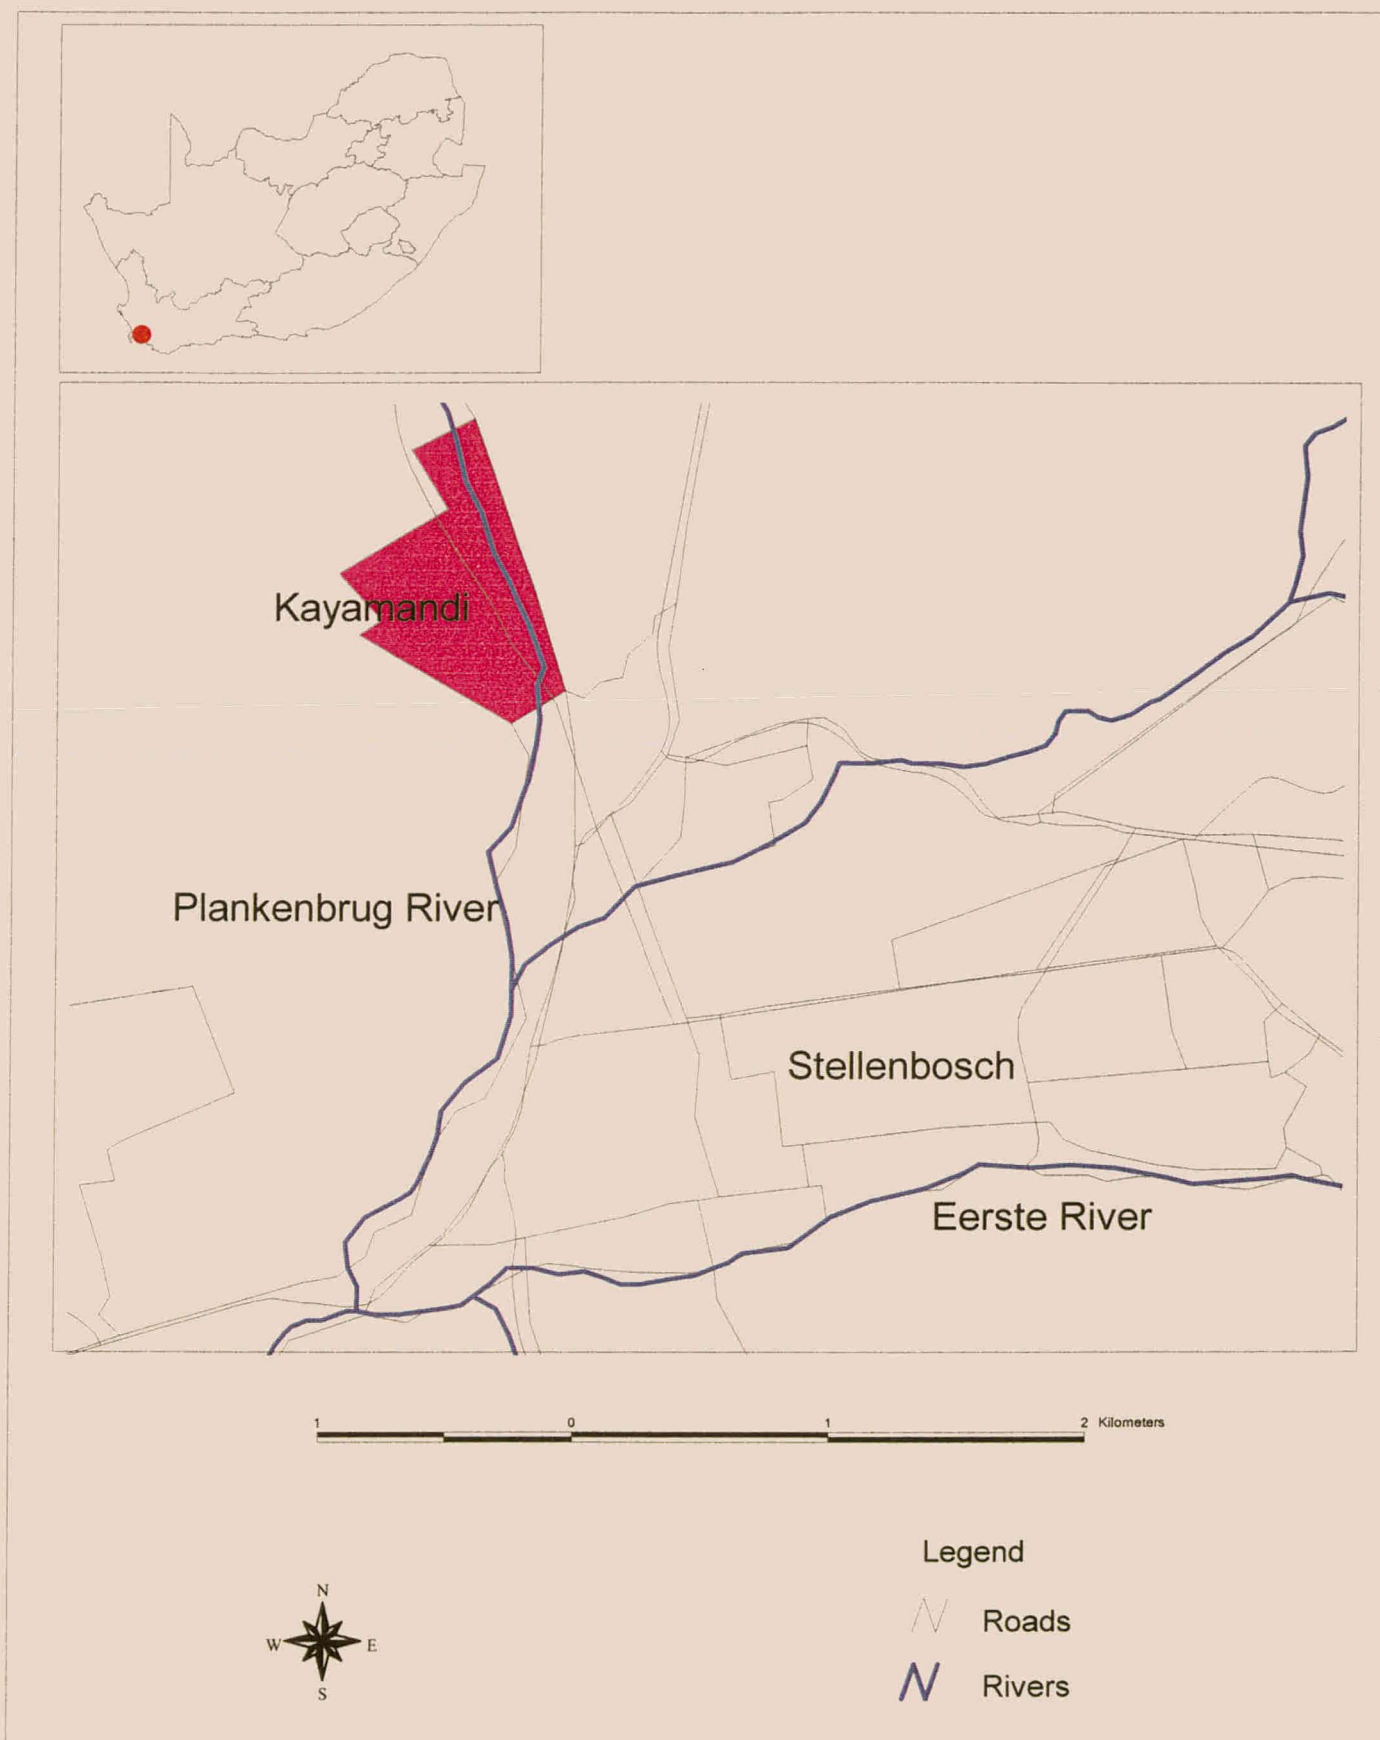 Kayamandi
Plankenbrug River
Stellenbosch
Eerste River
1 0 1 2 Kilometers
Legend
N
Roads
W E
S
Rivers